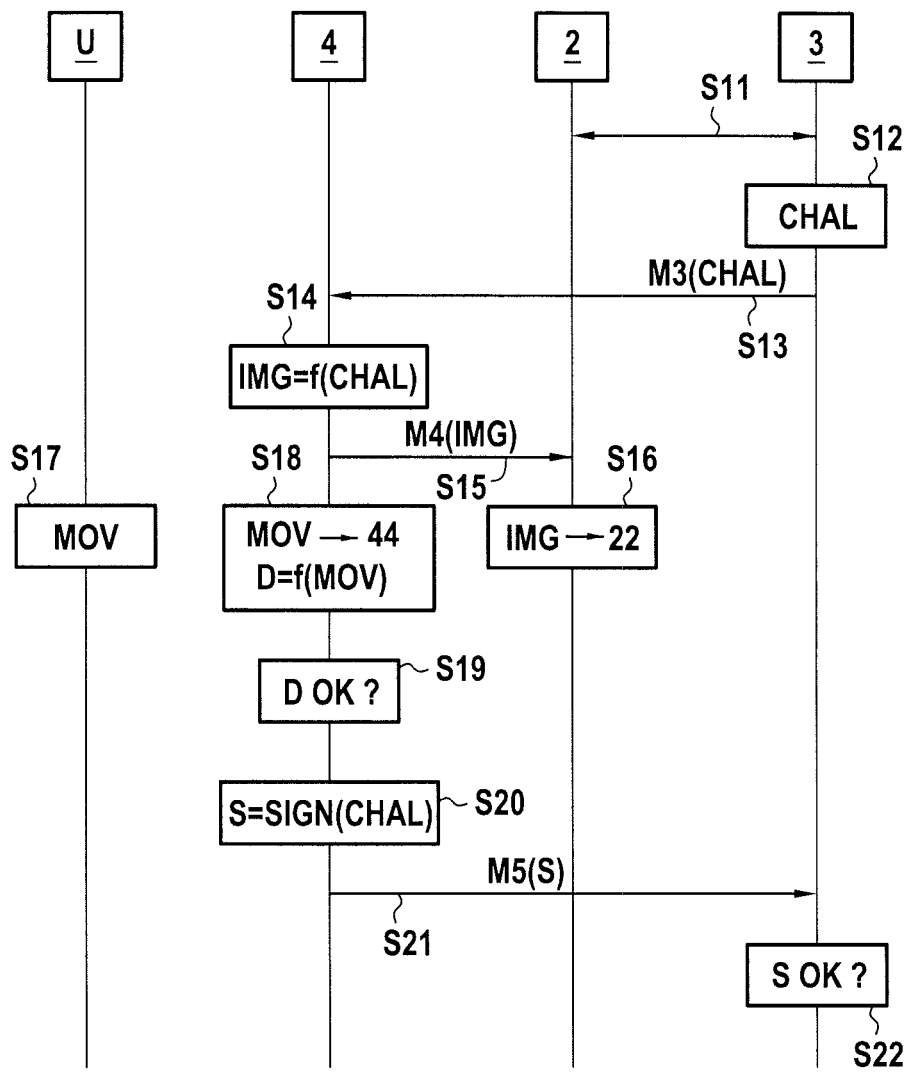 U
4
2
3
S11
S12
CHAL
M3(CHAL)
S13
S14
IMG=f(CHAL)
M4(IMG)
S15
S17
MOV
S18
MOV → 44
D=f(MOV)
S16
IMG → 22
D OK ?
S19
S=SIGN(CHAL)
S20
M5(S)
S21
S OK ?
S22